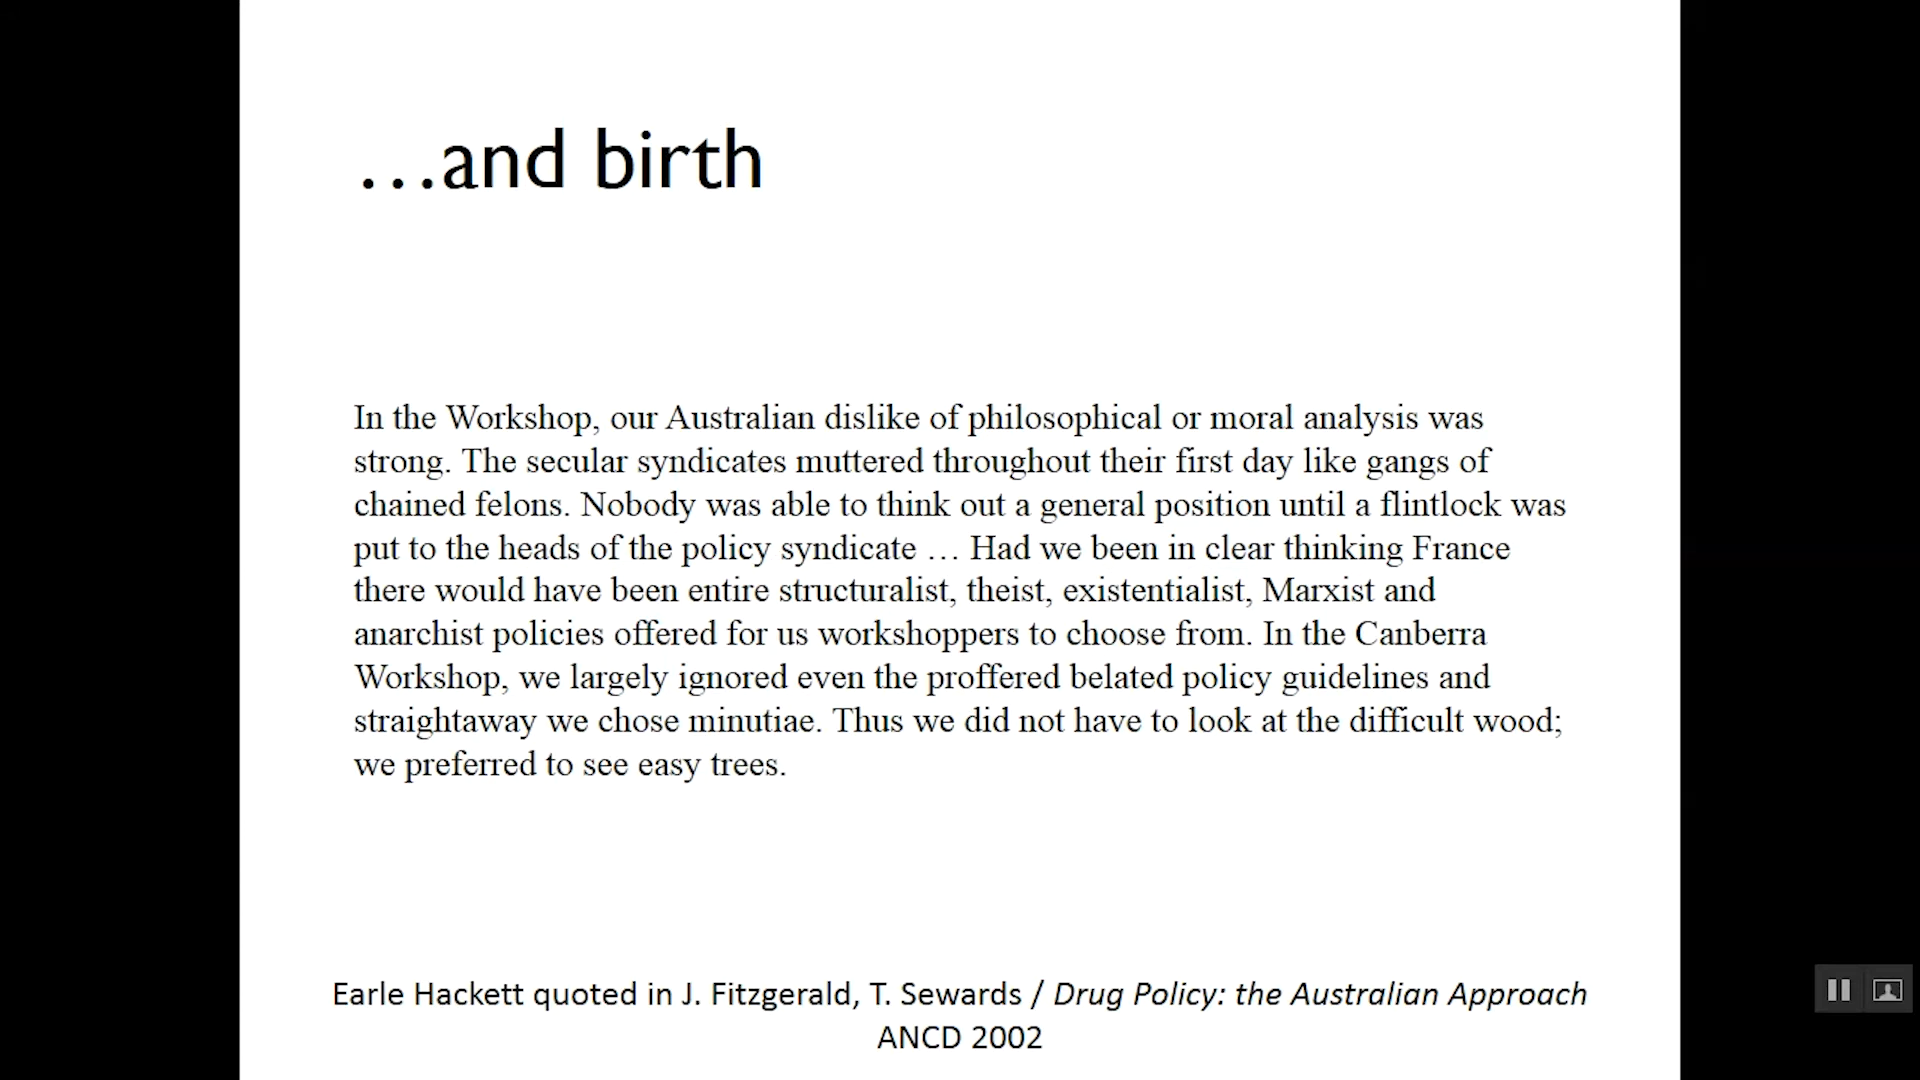 ...and birth
In the Workshop, our Australian dislike of philosophical or moral analysis was
strong. The secular syndicates muttered throughout their first day like gangs of
chained felons. Nobody was able to think out a general position until a flintlock was
put to the heads of the policy syndicate … Had we been in clear thinking France
there would have been entire structuralist, theist, existentialist, Marxist and
anarchist policies offered for us workshoppers to choose from. In the Canberra
Workshop, we largely ignored even the proffered belated policy guidelines and
straightaway we chose minutiae. Thus we did not have to look at the difficult wood;
we preferred to see easy trees.
Earle Hackett quoted in J. Fitzgerald, T. Sewards / Drug Policy: the Australian Approach
ANCD 2002